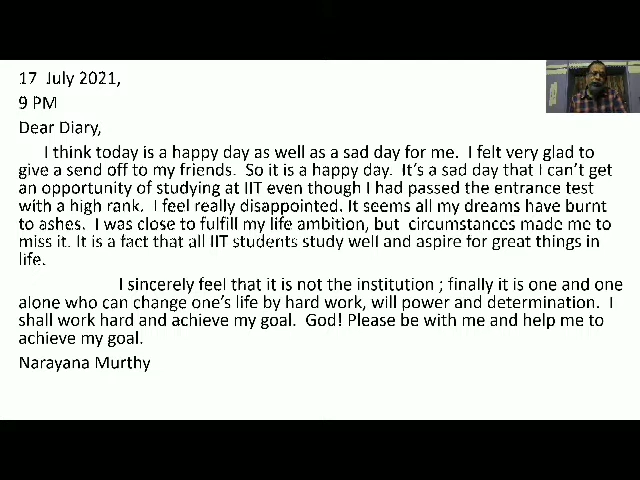 17 July 2021,
9 PM
Dear Diary,
I think today is a happy day as well as a sad day for me. I felt very glad to
give a send off to my friends. So it is a happy day. It's a sad day that I can't get
an opportunity of studying at IIT even though I had passed the entrance test
with a high rank. I feel really disappointed. It seems all my dreams have burnt
to ashes. I was close to fulfill my life ambition, but circumstances made me to
miss it. It is a fact that all IIT students study well and aspire for great things in
life.
I sincerely feel that it is not the institution ; finally it is one and one
alone who can change one's life by hard work, will power and determination. I
shall work hard and achieve my goal. God! Please be with me and help me to
achieve my goal.
Narayana Murthy